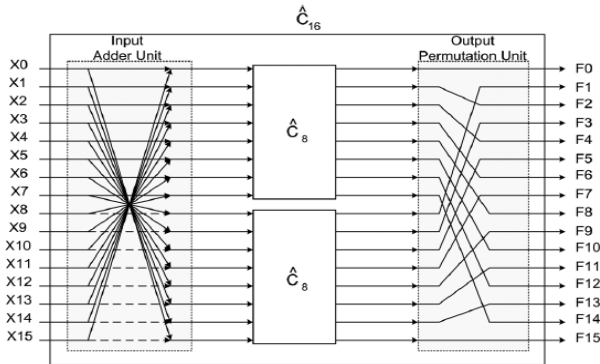 Ĉ16
Input
Adder Unit
Output
Permutation Unit
X0
X1
X2
X3
X4
X5
X6
X7
X8
X9
X10
X11
X12
X13
X14
X15
Ĉ8
Ĉ8
F0
F1
F2
F3
F4
F5
F6
F7
F8
F9
F10
F11
F12
F13
F14
F15